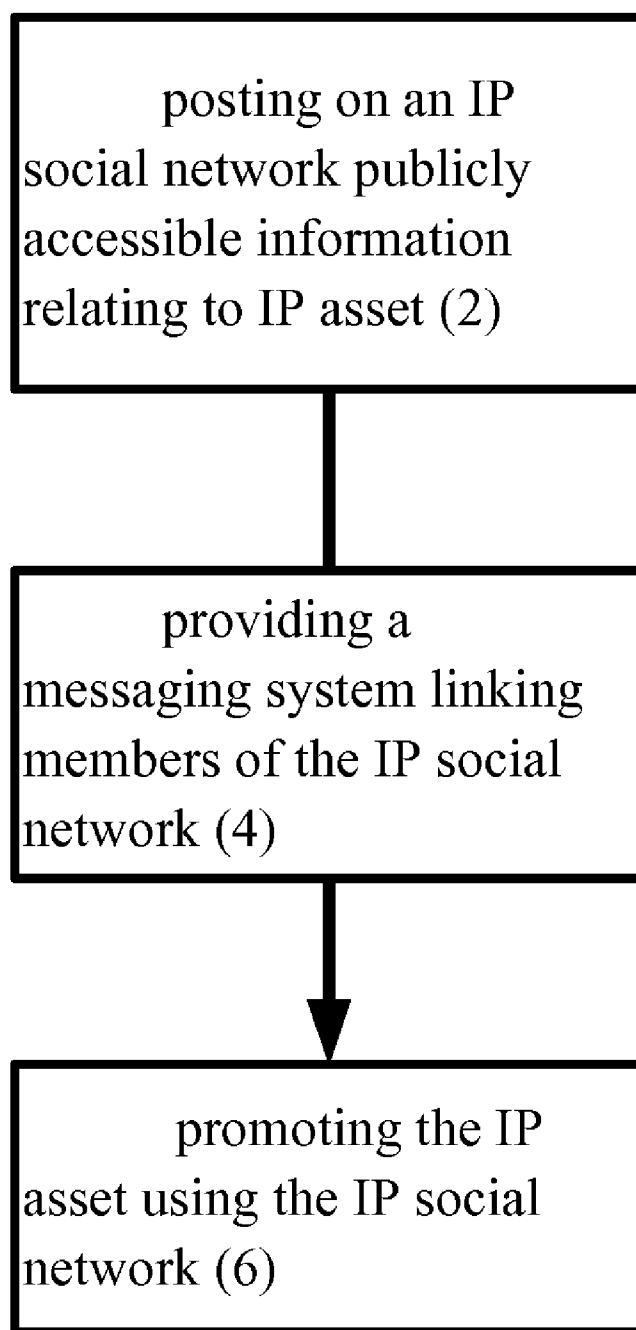 posting on an IP
social network publicly
accessible information
relating to IP asset (2)
providing a
messaging system linking
members of the IP social
network (4)
promoting the IP
asset using the IP social
network (6)